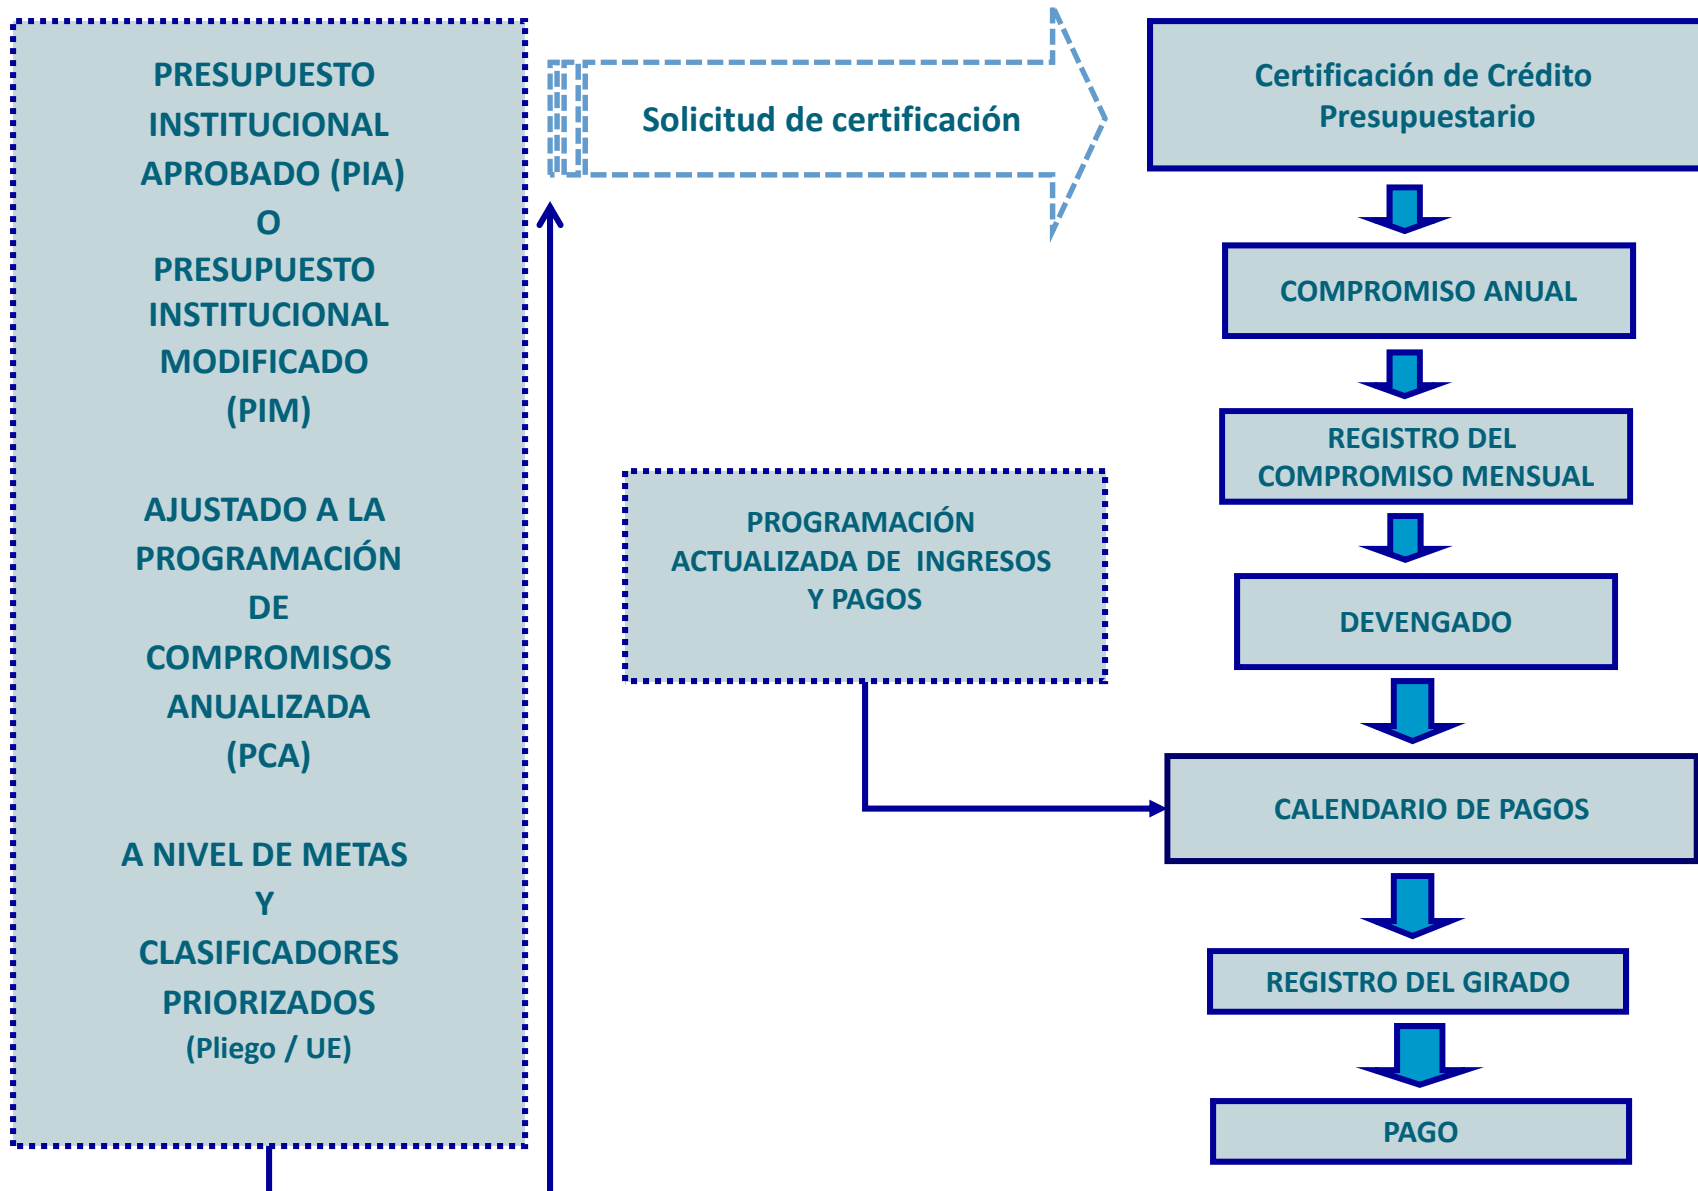 PRESUPUESTO
INSTITUCIONAL
APROBADO (PIA)
O
PRESUPUESTO
INSTITUCIONAL
MODIFICADO
(PIM)
AJUSTADO A LA
PROGRAMACIÓN
DE
COMPROMISOS
ANUALIZADA
(PCA)
A NIVEL DE METAS
Y
CLASIFICADORES
PRIORIZADOS
(Pliego / UE)
Solicitud de certificación
PROGRAMACIÓN
ACTUALIZADA DE INGRESOS
Y PAGOS
Certificación de Crédito
Presupuestario
COMPROMISO ANUAL
REGISTRO DEL
COMPROMISO MENSUAL
DEVENGADO
CALENDARIO DE PAGOS
REGISTRO DEL GIRADO
PAGO